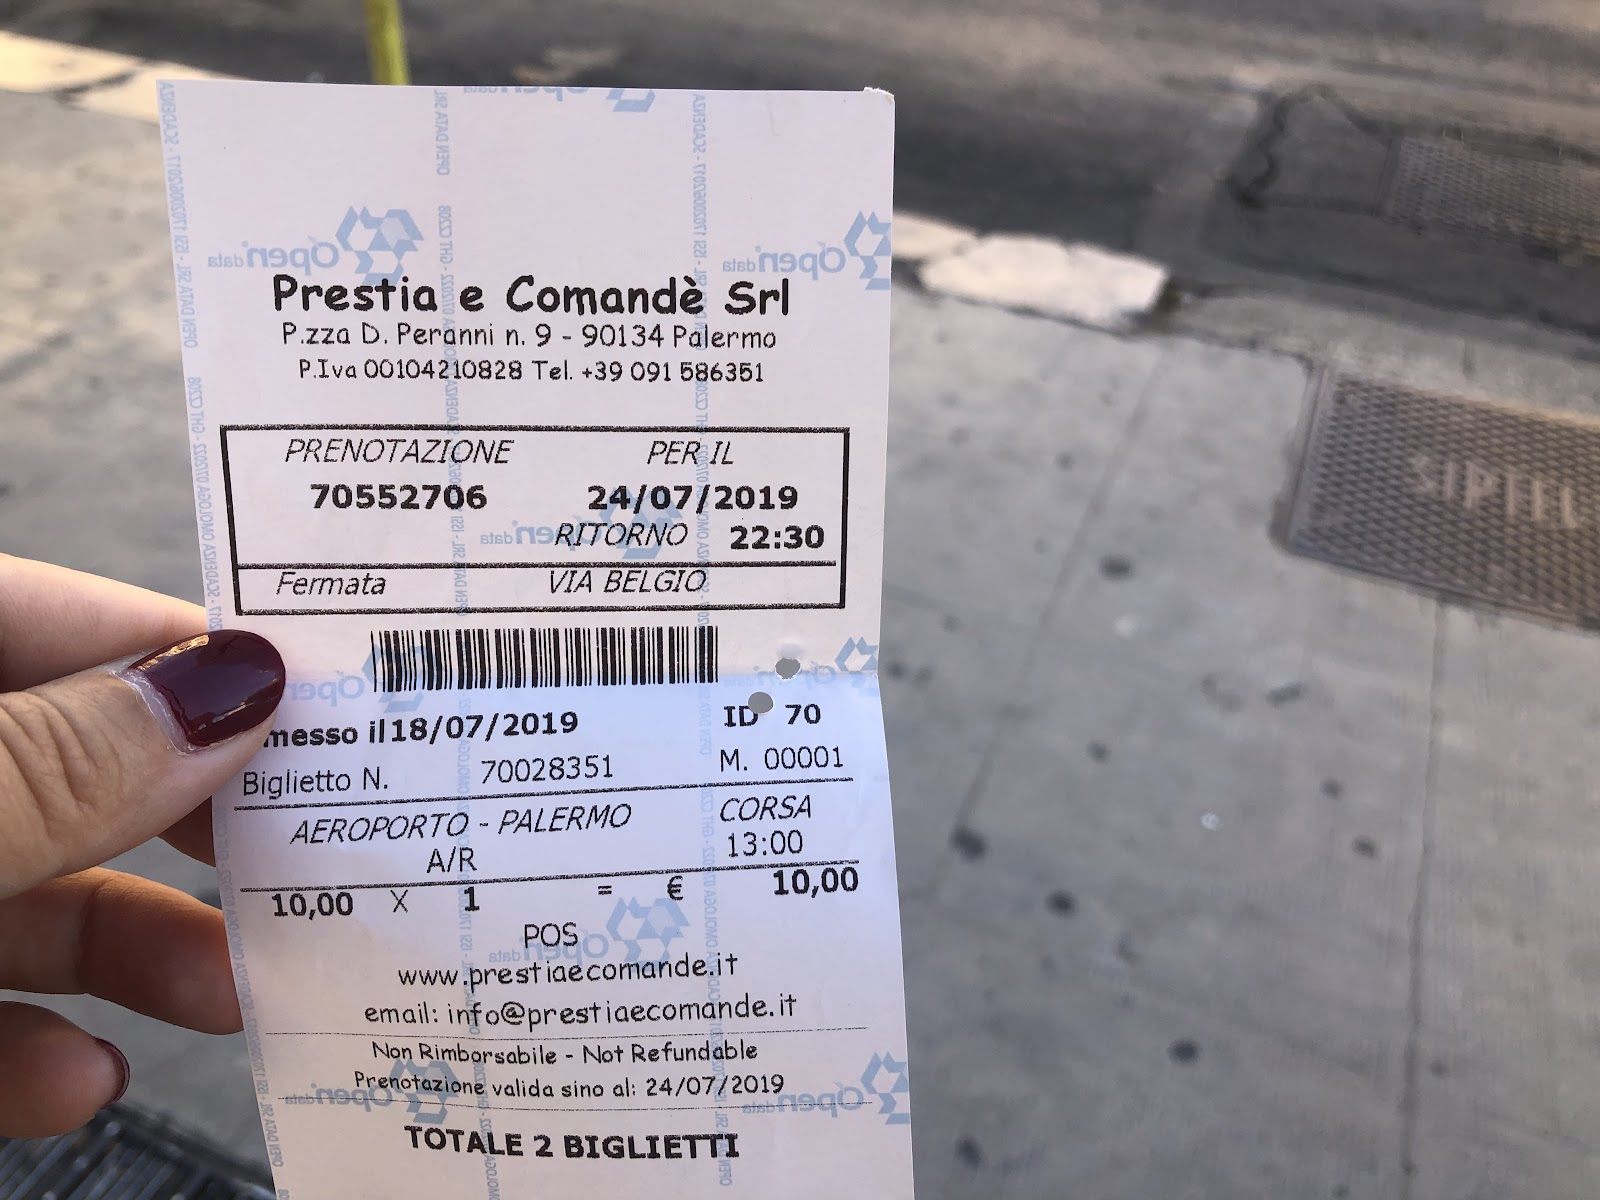 Prestia e Comandè Srl
P.zza D. Peranni n. 9 - 90134 Palermo
P.Iva 00104210828 Tel. +39 091 586351
PRENOTAZIONE PER IL
70552706 24/07/2019
RITORNO 22:30
Fermata VIA BELGIO
messo il 18/07/2019 ID 70
Biglietto N. 70028351 M. 00001
AEROPORTO - PALERMO CORSA
A/R 13:00
10,00 X 1 = € 10,00
POS
www.prestiaecomande.it
email: info@prestiaecomande.it
Non Rimborsabile - Not Refundable
Prenotazione valida sino al: 24/07/2019
TOTALE 2 BIGLIETTI
Open data
SIRTEL